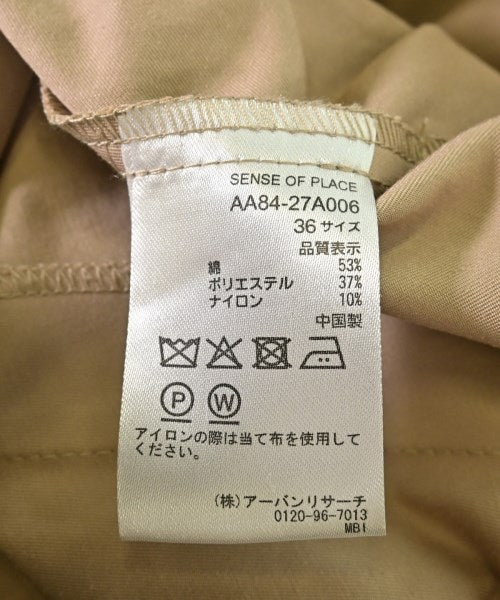 SENSE OF PLACE
AA84-27A006
36 サイズ
品質表示
綿 53%
ポリエステル 37%
ナイロン 10%
中国製
P W
アイロンの際は当て布を使用して
ください。
(株)アーバンリサーチ
0120-96-7013
MBI